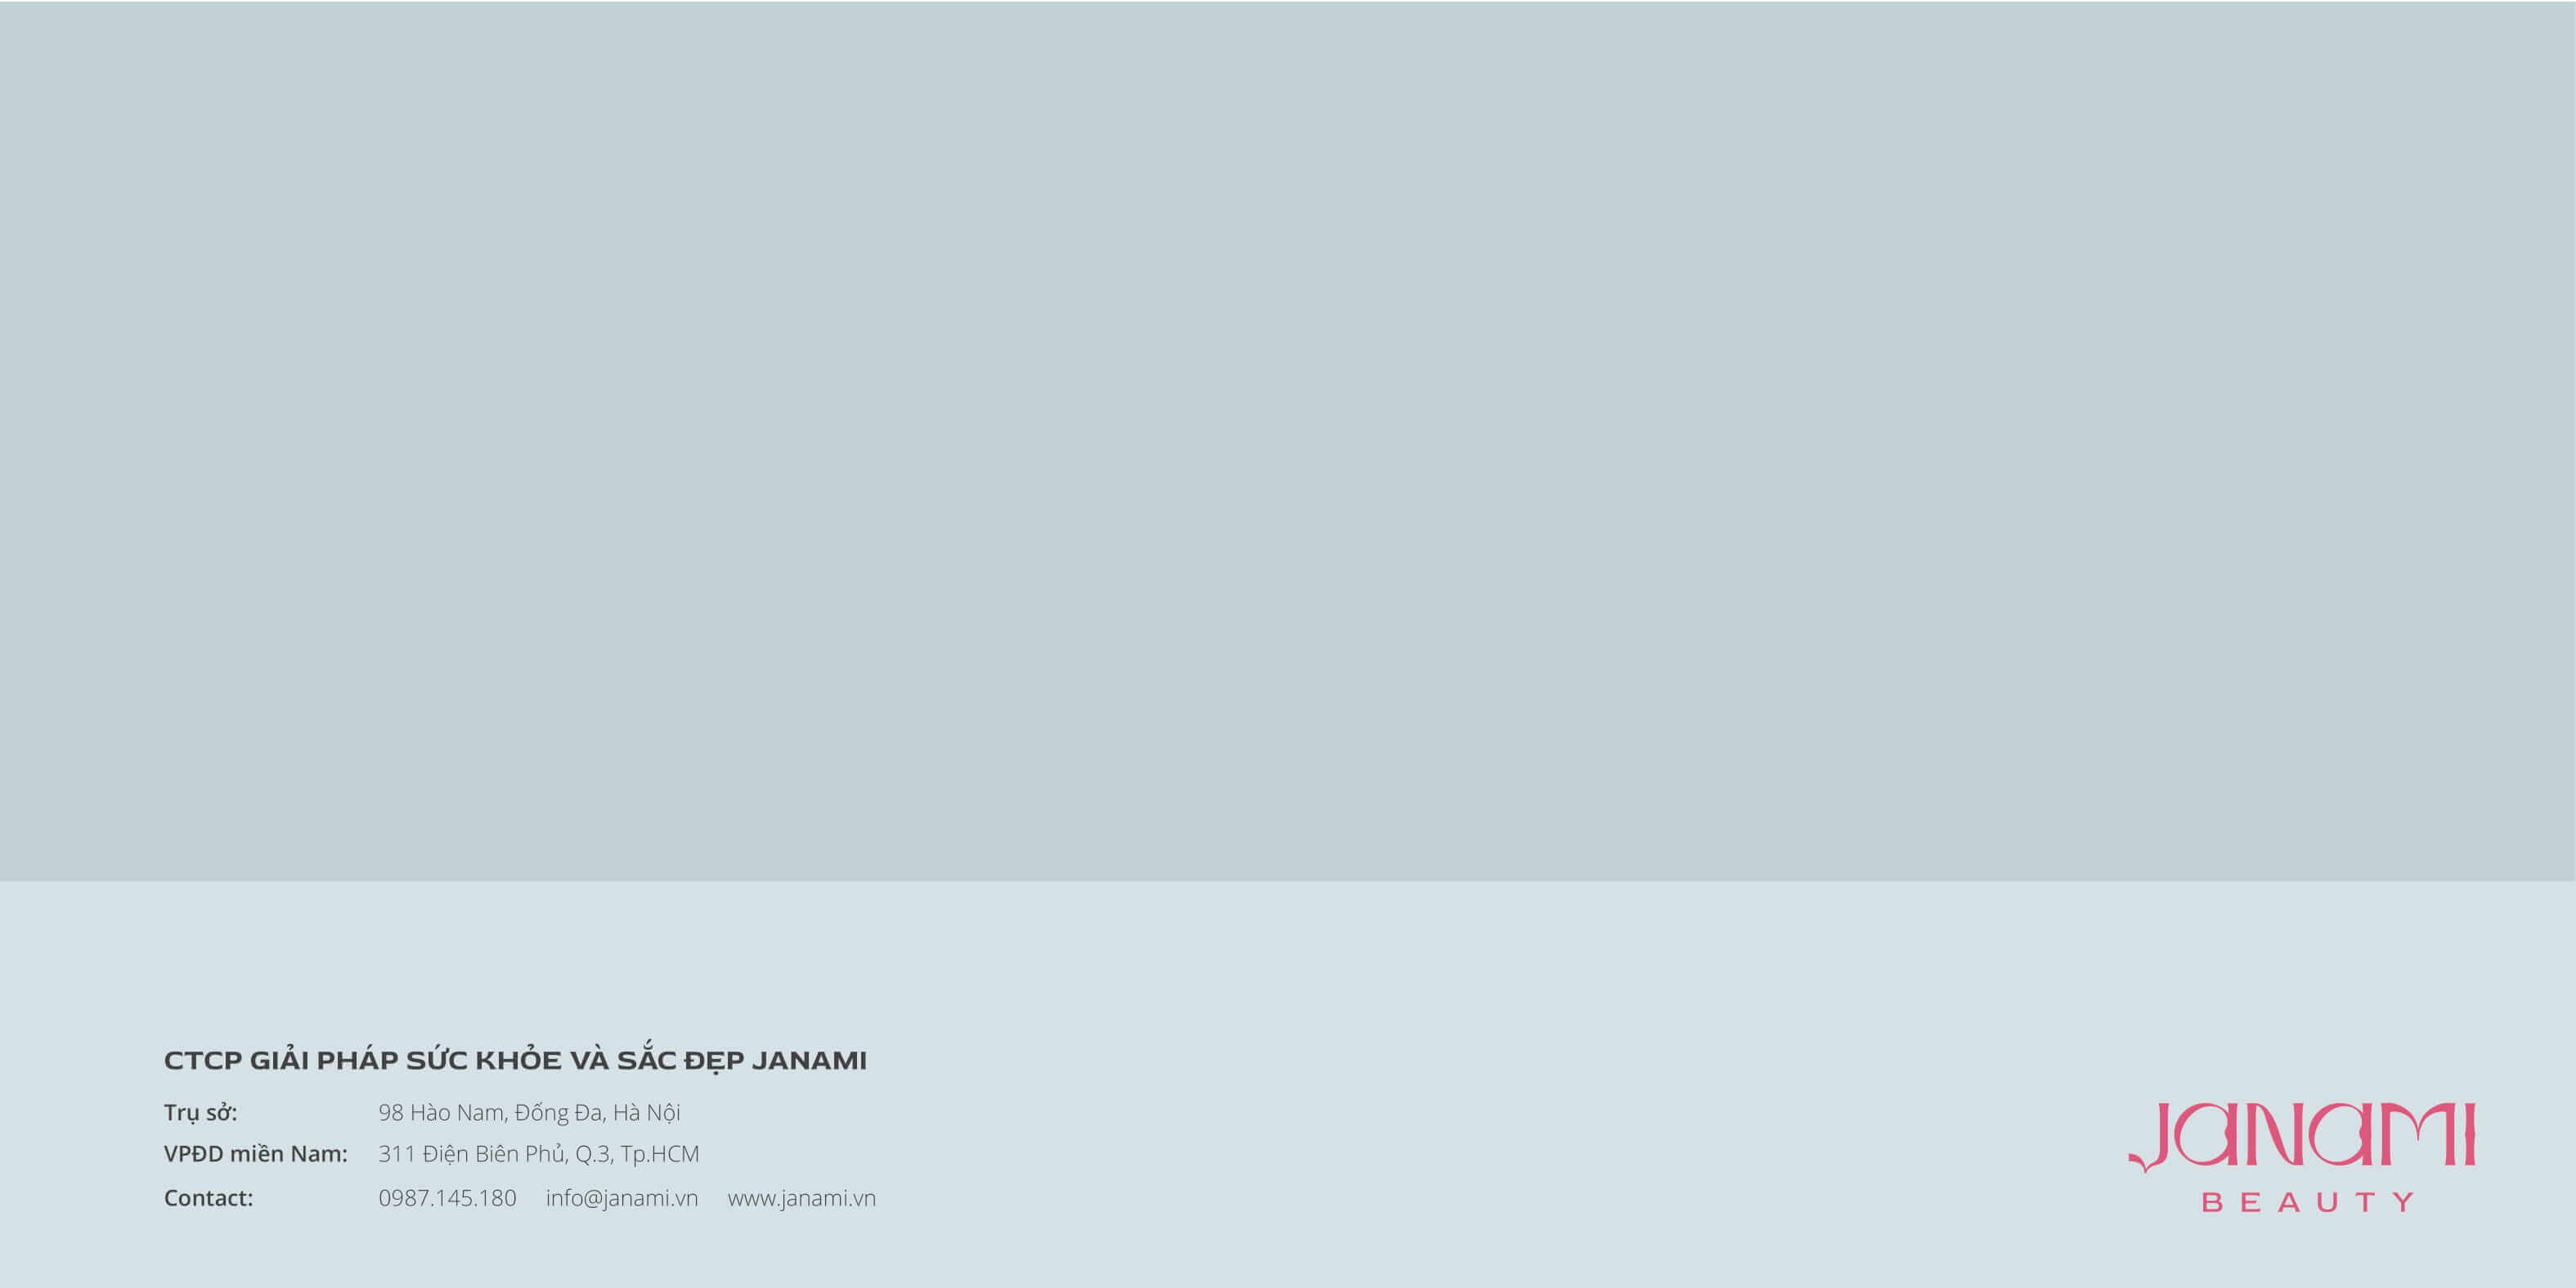 CTCP GIẢI PHÁP SỨC KHỎE VÀ SẮC ĐẸP JANAMI
Trụ sở: 98 Hào Nam, Đống Đa, Hà Nội
VPĐD miền Nam: 311 Điện Biên Phủ, Q.3, Tp.HCM
Contact: 0987.145.180 info@janami.vn www.janami.vn
JANAMI
BEAUTY